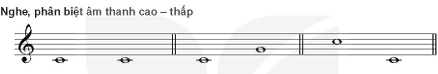 Nghe, phân biệt âm thanh cao – thấp